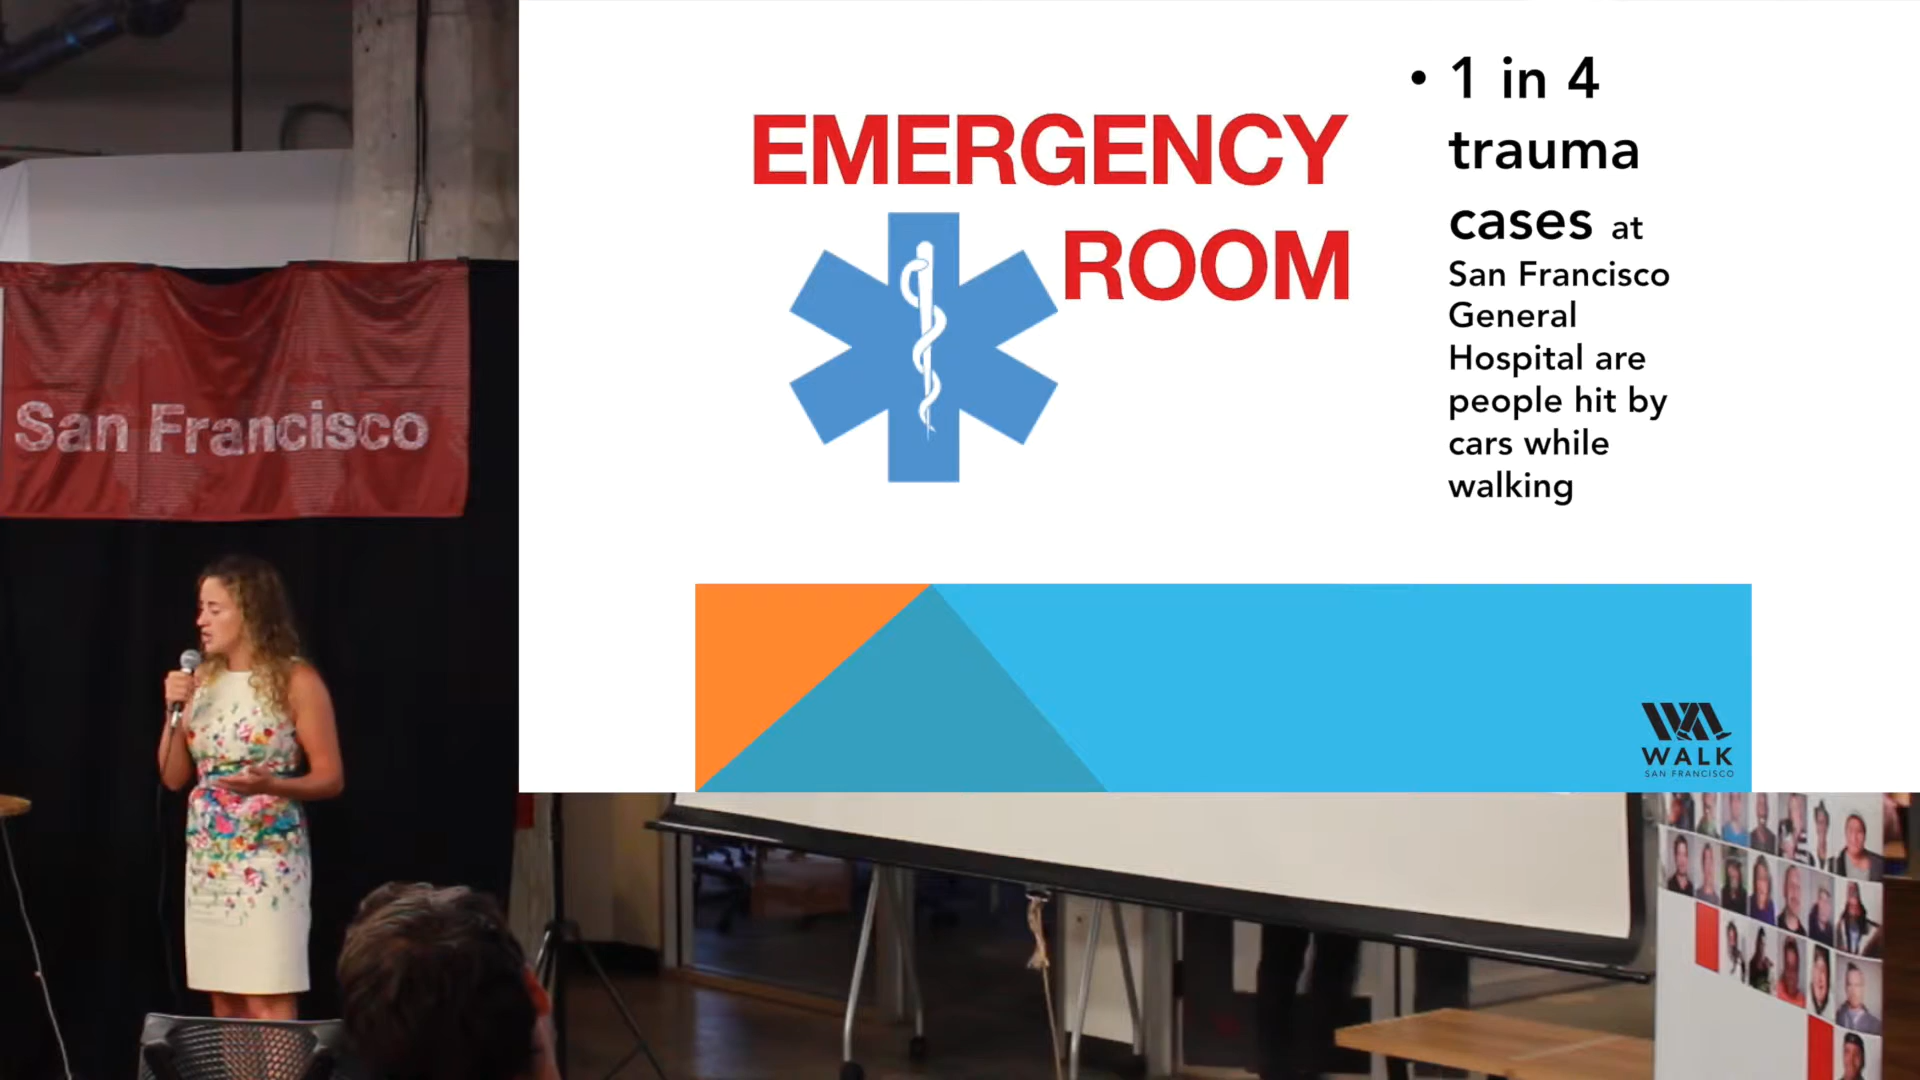 San Francisco
EMERGENCY
ROOM
• 1 in 4
trauma
cases at
San Francisco
General
Hospital are
people hit by
cars while
walking
WALK
SAN FRANCISCO